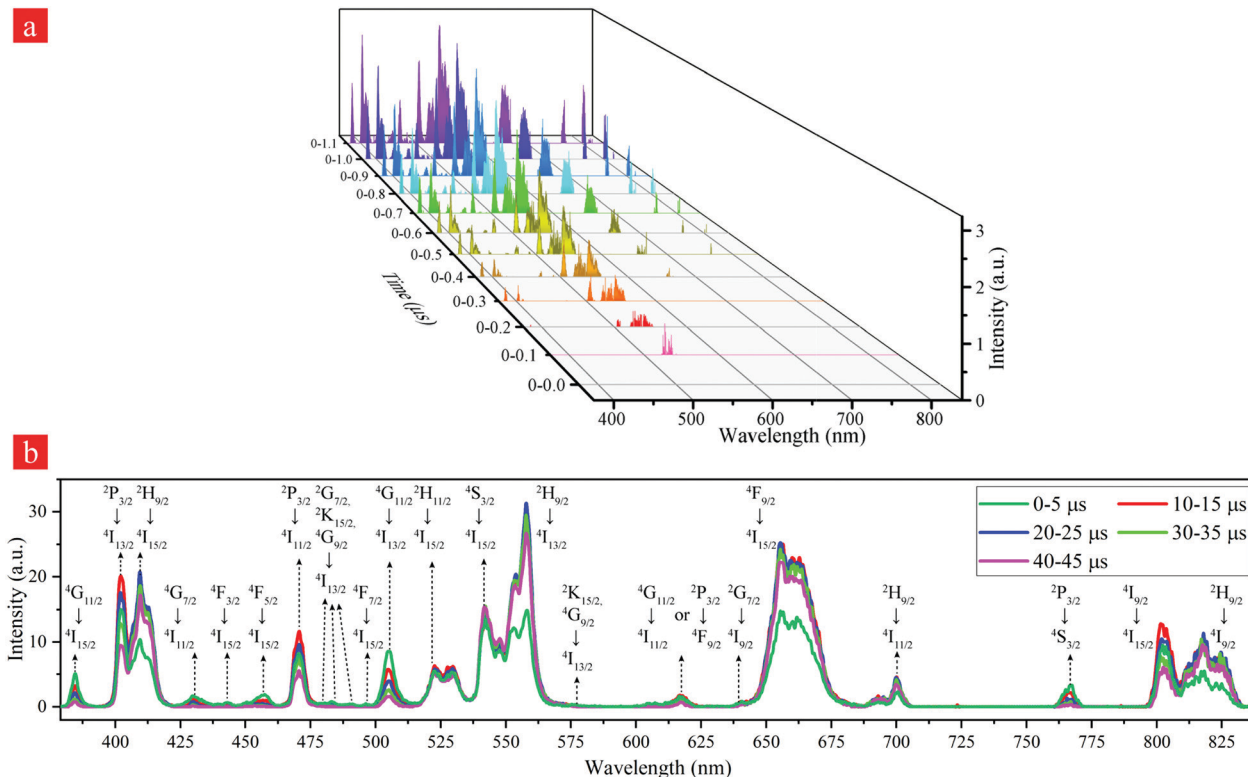 a
0-1.1
0-1.0
0-0.9
0-0.8
0-0.7
0-0.6
0-0.5
0-0.4
0-0.3
0-0.2
0-0.1
0-0.0
Time (μs)
400 500 600 700 800
Wavelength (nm)
3
2
1
0
Intensity (a.u.)
b
Intensity (a.u.)
30
20
10
0
⁴G₁₁/₂ ↓ ⁴I₁₅/₂
²P₃/₂ ↓ ⁴I₁₃/₂
²H₉/₂ ↓ ⁴I₁₅/₂
⁴G₇/₂ ↓ ⁴I₁₁/₂
⁴F₃/₂ ↓ ⁴I₁₅/₂
⁴F₅/₂ ↓ ⁴I₁₅/₂
²P₃/₂ ↓ ⁴I₁₁/₂
²G₇/₂, ²K₁₅/₂, ⁴G₉/₂ ↓ ⁴I₁₃/₂
⁴F₇/₂ ↓ ⁴I₁₅/₂
⁴G₁₁/₂ ↓ ⁴I₁₃/₂
²H₁₁/₂ ↓ ⁴I₁₅/₂
⁴S₃/₂ ↓ ⁴I₁₅/₂
²H₉/₂ ↓ ⁴I₁₃/₂
²K₁₅/₂, ⁴G₉/₂ ↓ ⁴I₁₃/₂
⁴G₁₁/₂ ↓ ⁴I₁₁/₂
or
²P₃/₂ ↓ ⁴F₉/₂
²G₇/₂ ↓ ⁴I₉/₂
⁴F₉/₂ ↓ ⁴I₁₅/₂
²H₉/₂ ↓ ⁴I₁₁/₂
²P₃/₂ ↓ ⁴S₃/₂
⁴I₉/₂ ↓ ⁴I₁₅/₂
²H₉/₂ ↓ ⁴I₉/₂
0-5 μs 10-15 μs
20-25 μs 30-35 μs
40-45 μs
400 425 450 475 500 525 550 575 600 625 650 675 700 725 750 775 800 825
Wavelength (nm)